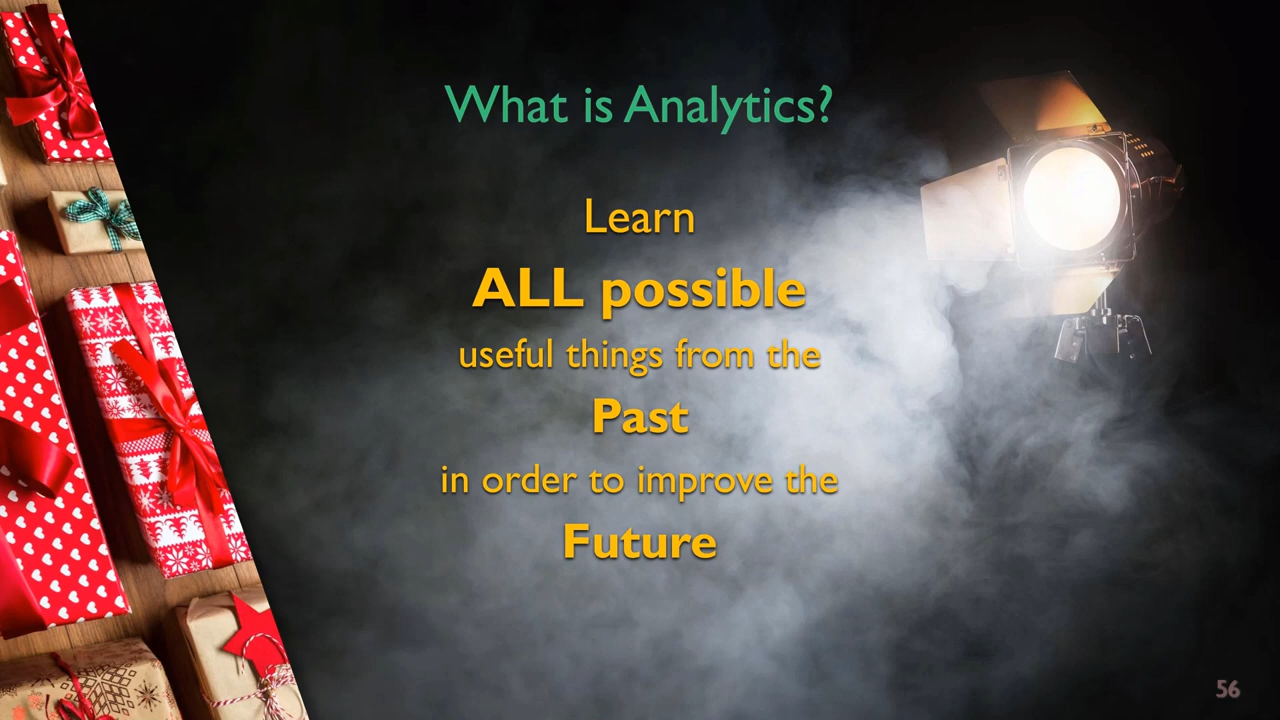 What is Analytics?
Learn
ALL possible
useful things from the
Past
in order to improve the
Future
56